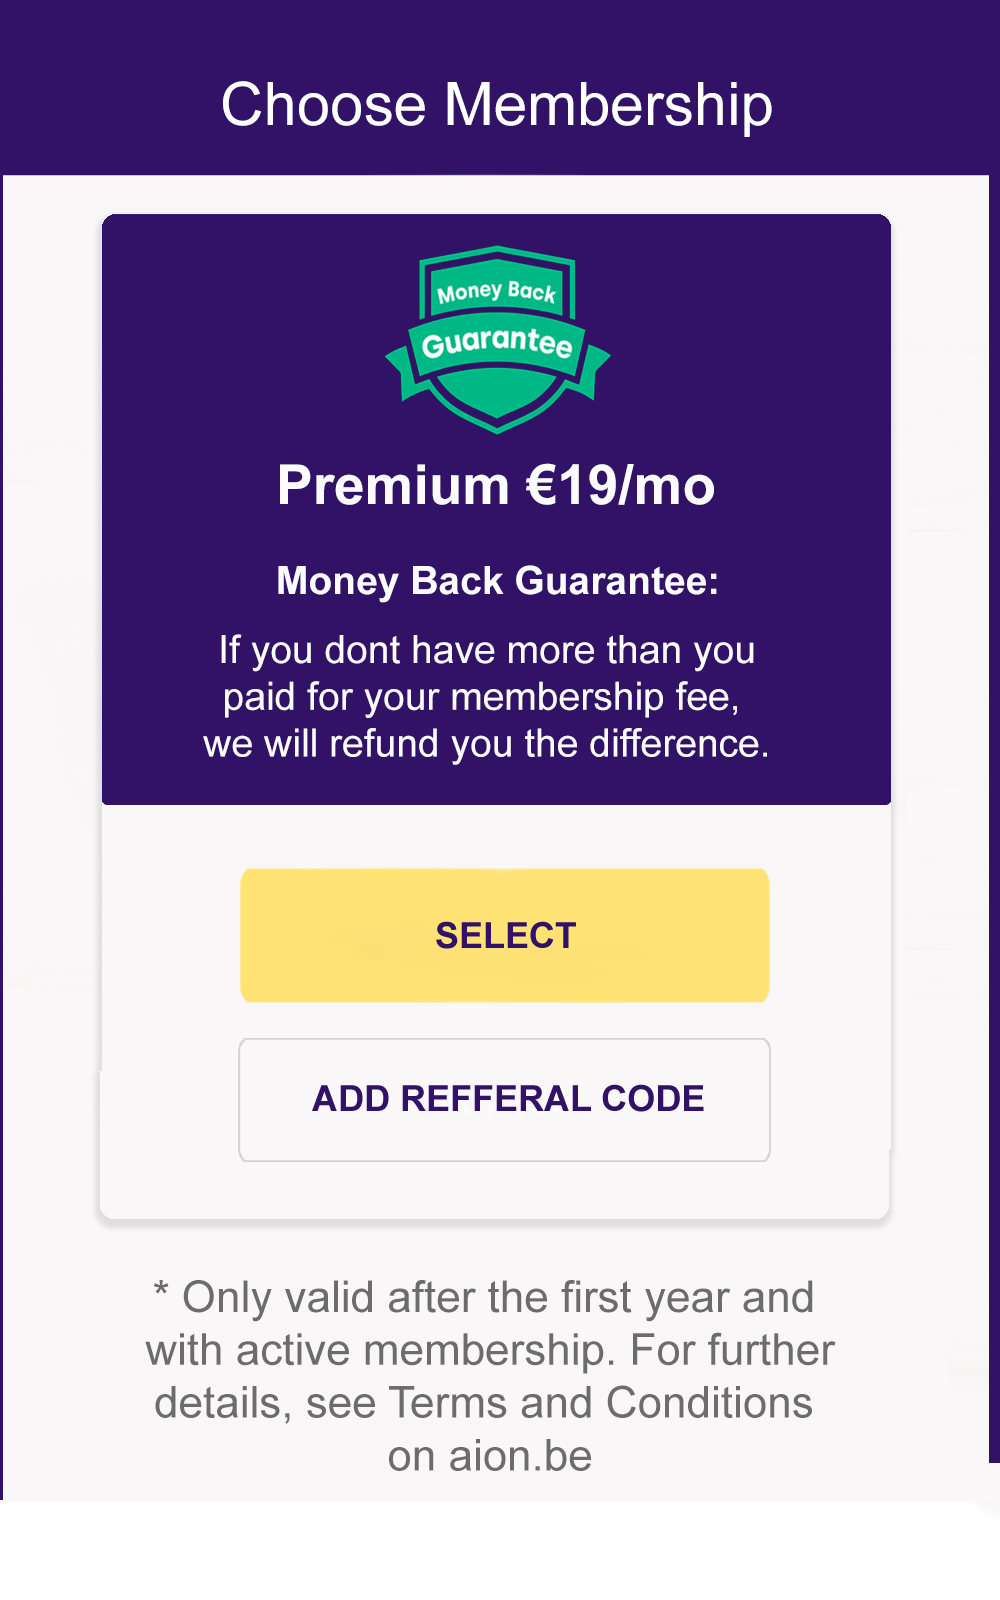 Choose Membership
Money Back
Guarantee
Premium €19/mo
Money Back Guarantee:
If you dont have more than you
paid for your membership fee,
we will refund you the difference.
SELECT
ADD REFFERAL CODE
* Only valid after the first year and
with active membership. For further
details, see Terms and Conditions
on aion.be